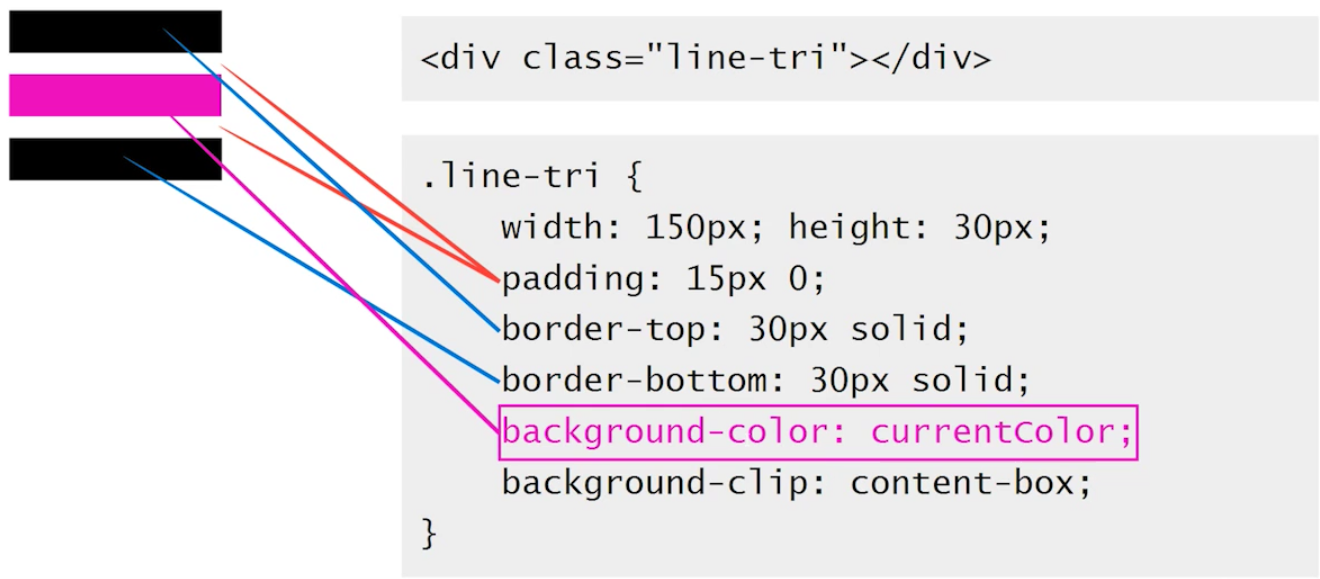 <div class="line-tri"></div>
.line-tri {
width: 150px; height: 30px;
padding: 15px 0;
border-top: 30px solid;
border-bottom: 30px solid;
background-color: currentColor;
background-clip: content-box;
}